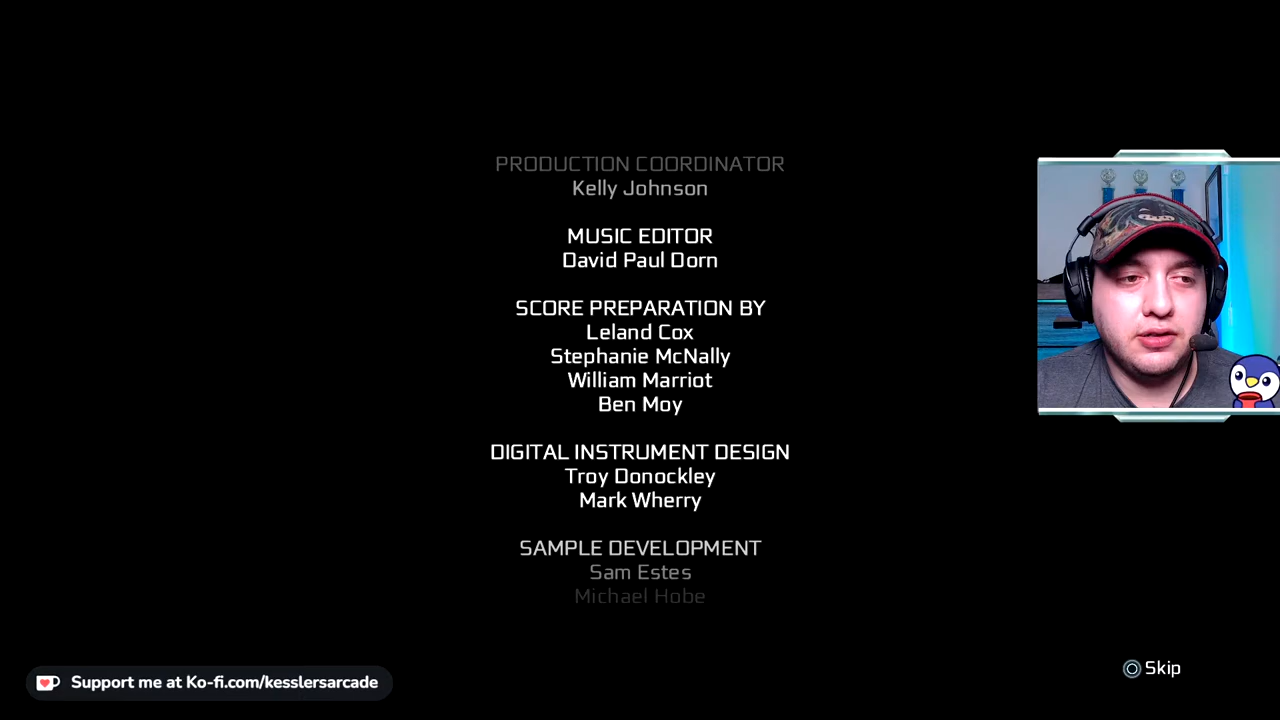 PRODUCTION COORDINATOR
Kelly Johnson
MUSIC EDITOR
David Paul Dorn
SCORE PREPARATION BY
Leland Cox
Stephanie McNally
William Marriot
Ben Moy
DIGITAL INSTRUMENT DESIGN
Troy Donockley
Mark Wherry
SAMPLE DEVELOPMENT
Sam Estes
Michael Hobe
Skip
Support me at Ko-fi.com/kesslersarcade